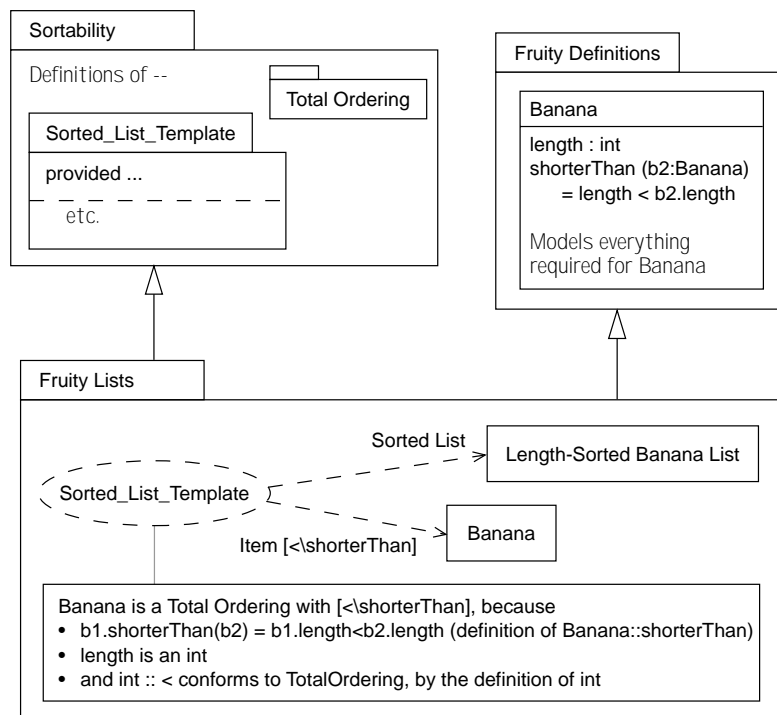 Sortability
Definitions of --
Total Ordering
Sorted_List_Template
provided ...
etc.
Fruity Definitions
Banana
length : int
shorterThan (b2:Banana)
= length < b2.length
Models everything
required for Banana
Fruity Lists
Sorted List
Length-Sorted Banana List
Sorted_List_Template
Banana
Item [<\shorterThan]
Banana is a Total Ordering with [<\shorterThan], because
• b1.shorterThan(b2) = b1.length<b2.length (definition of Banana::shorterThan)
• length is an int
• and int :: < conforms to TotalOrdering, by the definition of int